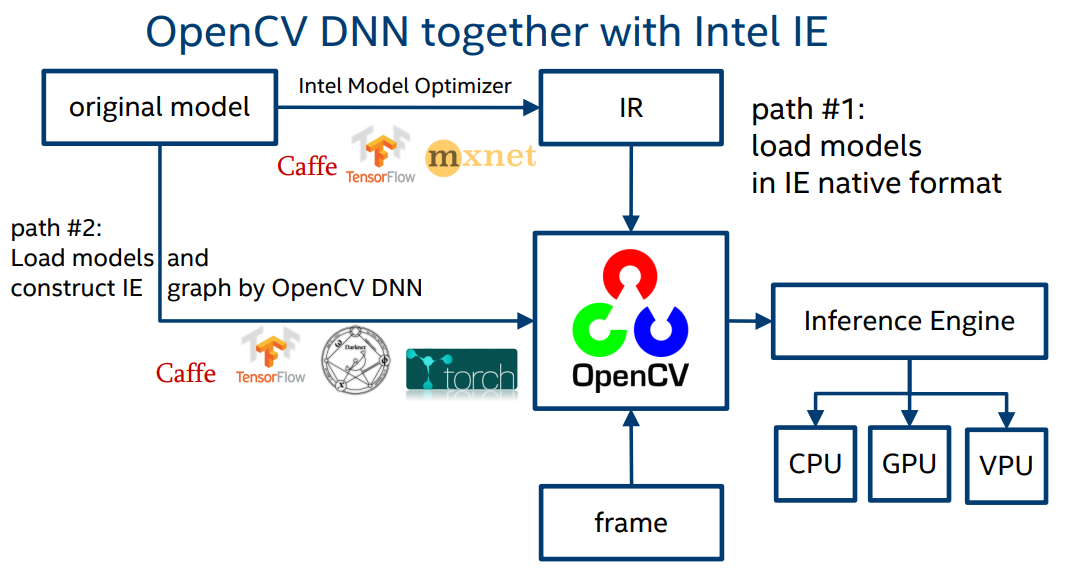 OpenCV DNN together with Intel IE
original model
Intel Model Optimizer
IR
path #1:
load models
in IE native format
Caffe
TensorFlow
mxnet
path #2:
Load models and
construct IE graph by OpenCV DNN
Caffe
TensorFlow
Darknet
torch
OpenCV
Inference Engine
CPU
GPU
VPU
frame